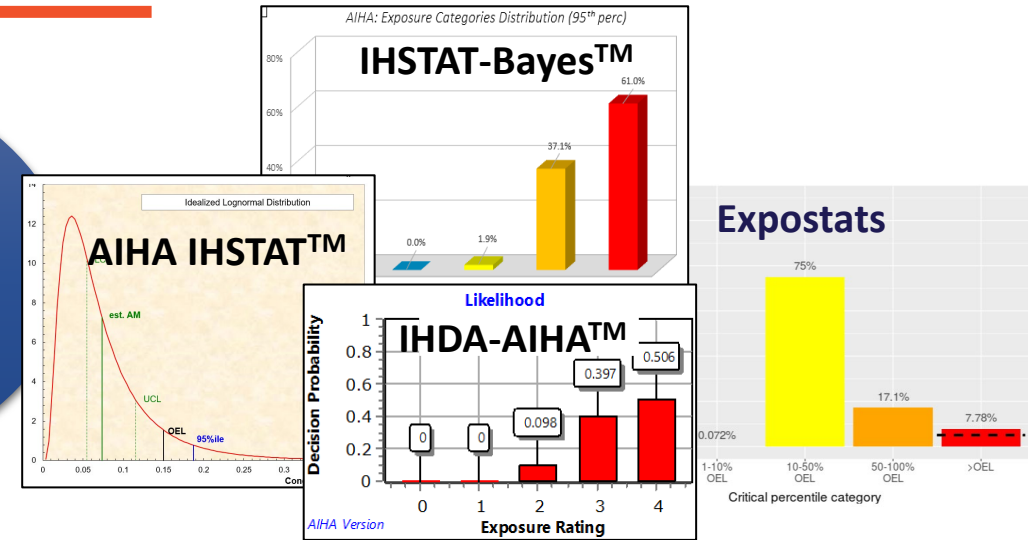 AIHA: Exposure Categories Distribution (95th perc)
IHSTAT-Bayes™
80%
60%
40%
0.0%
1.9%
37.1%
61.0%
Idealized Lognormal Distribution
AIHA IHSTAT™
12
10
8
6
4
2
0
est. AM
UCL
OEL
95%ile
0
0.05
0.1
0.15
0.2
0.25
0.3
Likelihood
IHDA-AIHA™
Decision Probability
1
0.8
0.6
0.4
0.2
0
0
0
0.098
0.397
0.506
0
1
2
3
4
AIHA Version
Exposure Rating
Expostats
0.072%
75%
17.1%
7.78%
1-10%
OEL
10-50%
OEL
50-100%
OEL
>OEL
Critical percentile category